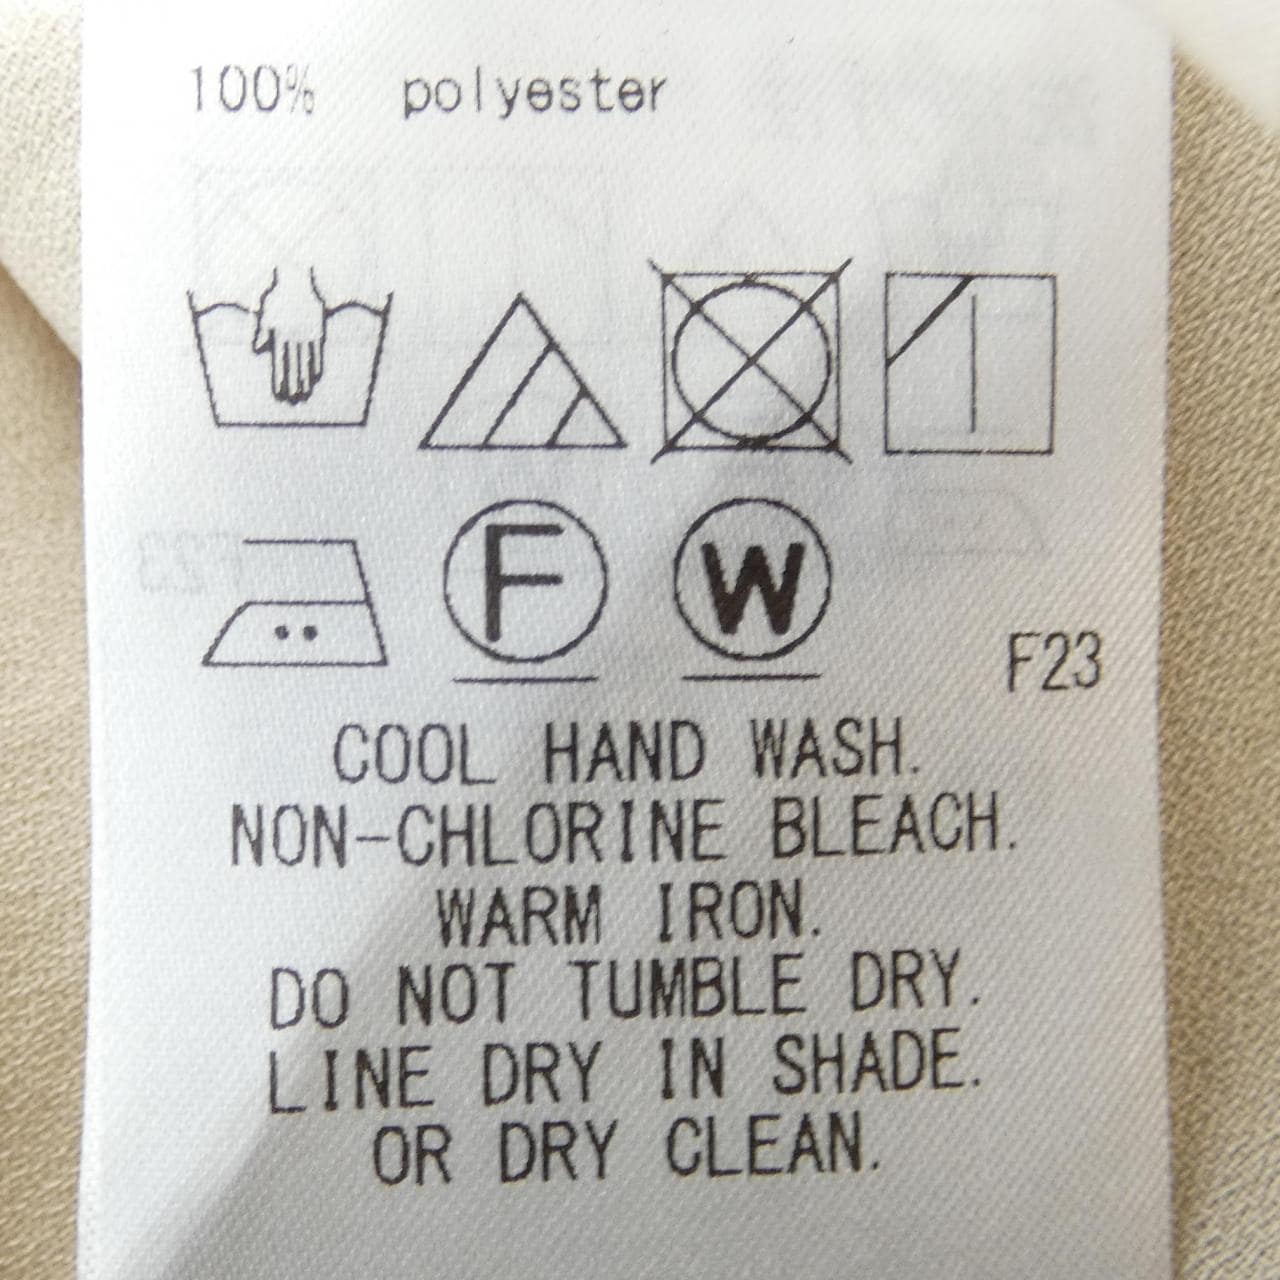 100% polyester
F W
F23
COOL HAND WASH.
NON-CHLORINE BLEACH.
WARM IRON.
DO NOT TUMBLE DRY.
LINE DRY IN SHADE.
OR DRY CLEAN.